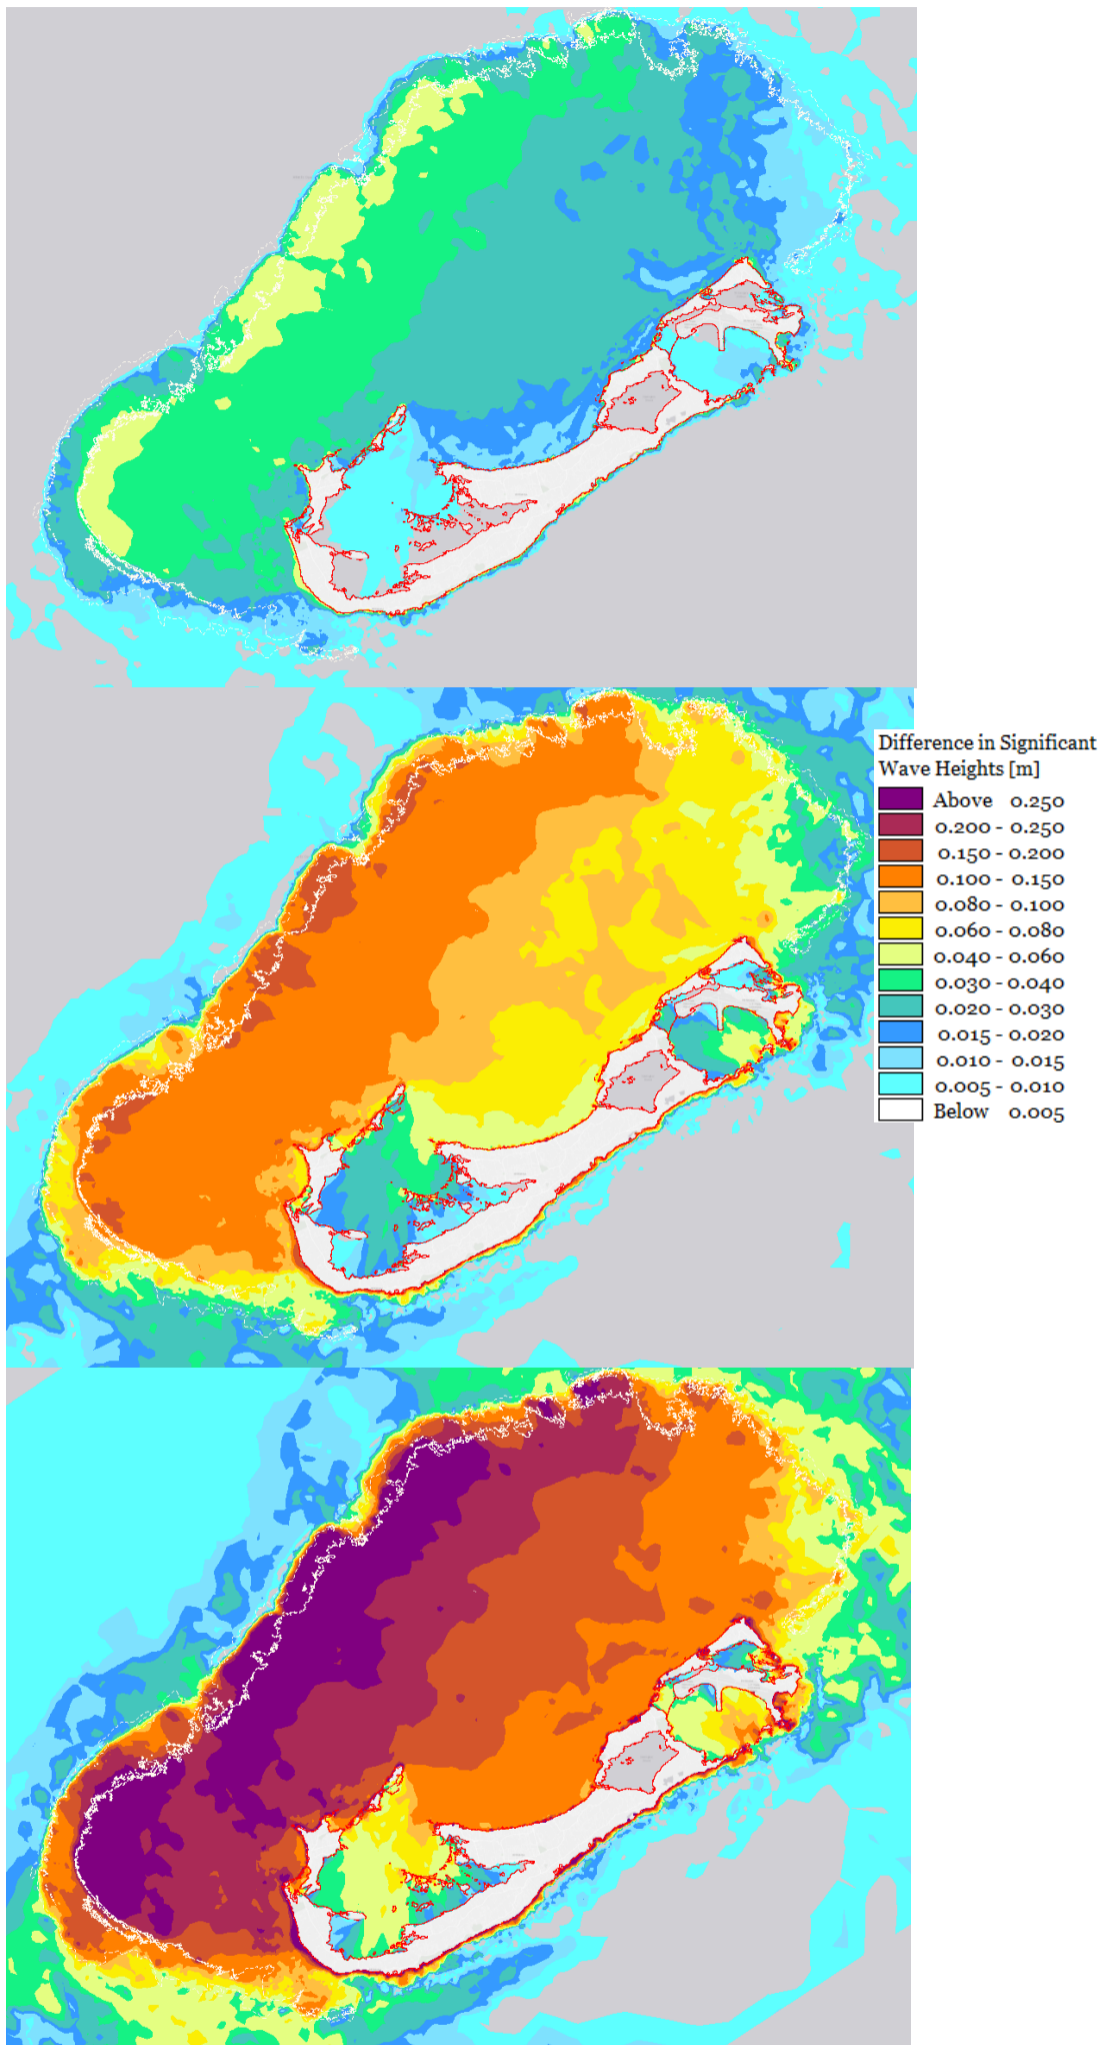 Difference in Significant
Wave Heights [m]
Above 0.250
0.200 - 0.250
0.150 - 0.200
0.100 - 0.150
0.080 - 0.100
0.060 - 0.080
0.040 - 0.060
0.030 - 0.040
0.020 - 0.030
0.015 - 0.020
0.010 - 0.015
0.005 - 0.010
Below 0.005